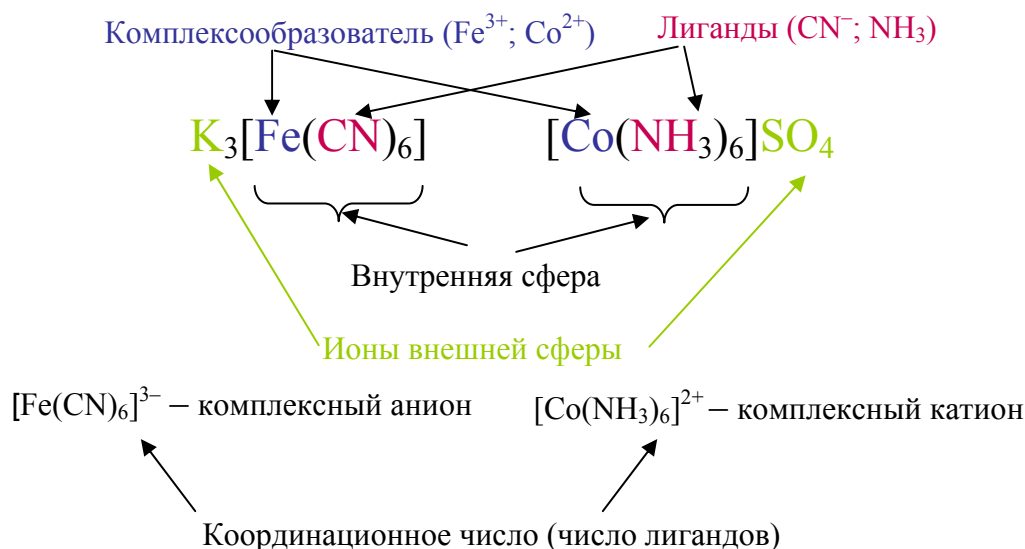 Комплексообразователь (Fe³⁺; Co²⁺) Лиганды (CN⁻; NH₃)
K₃[Fe(CN)₆] [Co(NH₃)₆]SO₄
Внутренняя сфера
Ионы внешней сферы
[Fe(CN)₆]³⁻ – комплексный анион [Co(NH₃)₆]²⁺ – комплексный катион
Координационное число (число лигандов)